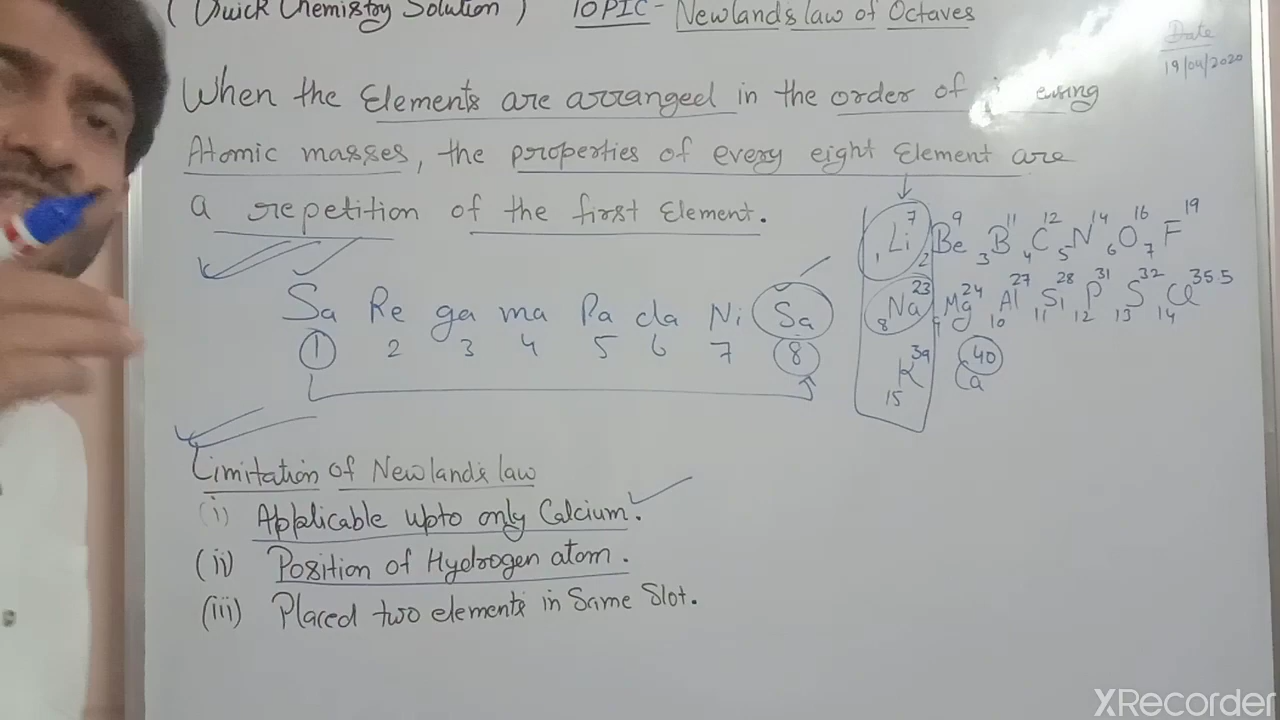 (Quick Chemistry Solution) TOPIC - Newlands law of Octaves
Date
19/04/2020
When the Elements are arranged in the order of
Atomic masses, the properties of every eight Element are
a repetition of the first Element.
1 Li 7 2 Be 9 3 B 11 4 C 12 5 N 14 6 O 16 7 F 19
8 Na 23 9 Mg 24 10 Al 27 11 Si 28 12 P 31 13 S 32 14 Cl 35.5
15 K 39 Ca 40
Sa Re ga ma Pa da Ni Sa
1 2 3 4 5 6 7 8
Limitation of Newlands law
(i) Applicable upto only Calcium.
(ii) Position of Hydrogen atom.
(iii) Placed two elements in Same Slot.
XRecorder